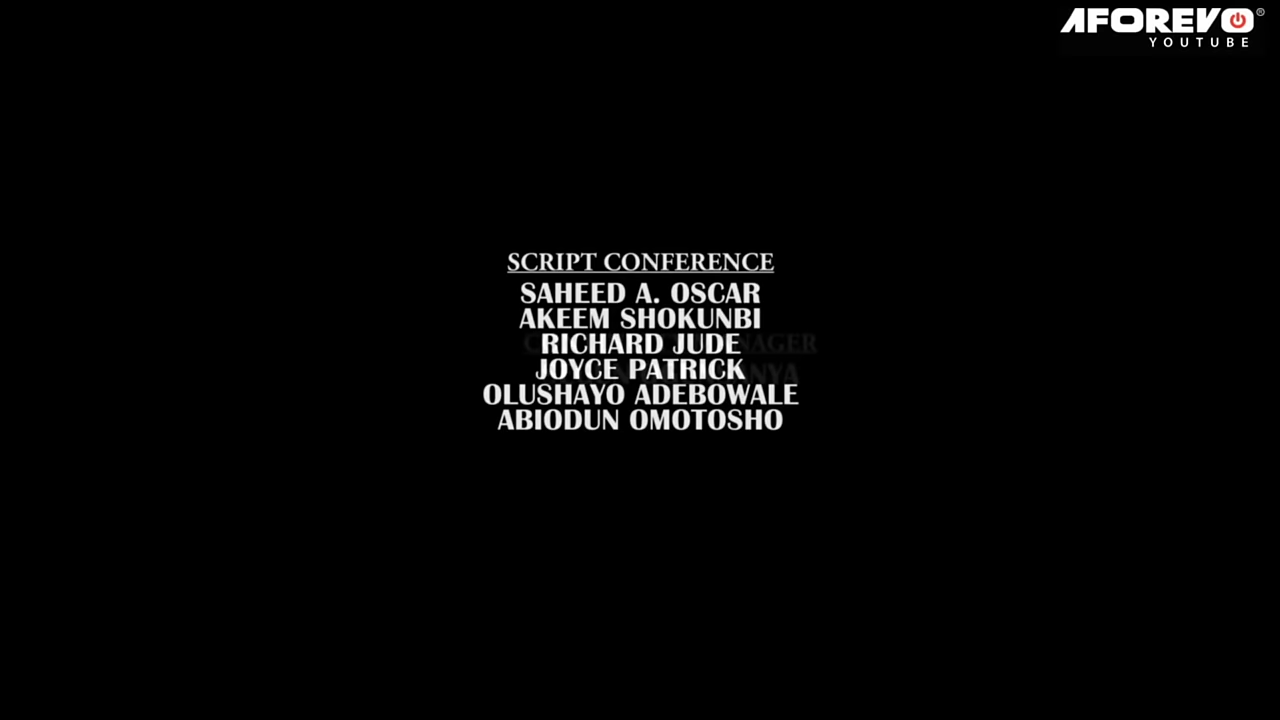 AFOREVO®
YOUTUBE
SCRIPT CONFERENCE
SAHEED A. OSCAR
AKEEM SHOKUNBI
RICHARD JUDE
JOYCE PATRICK
OLUSHAYO ADEBOWALE
ABIODUN OMOTOSHO